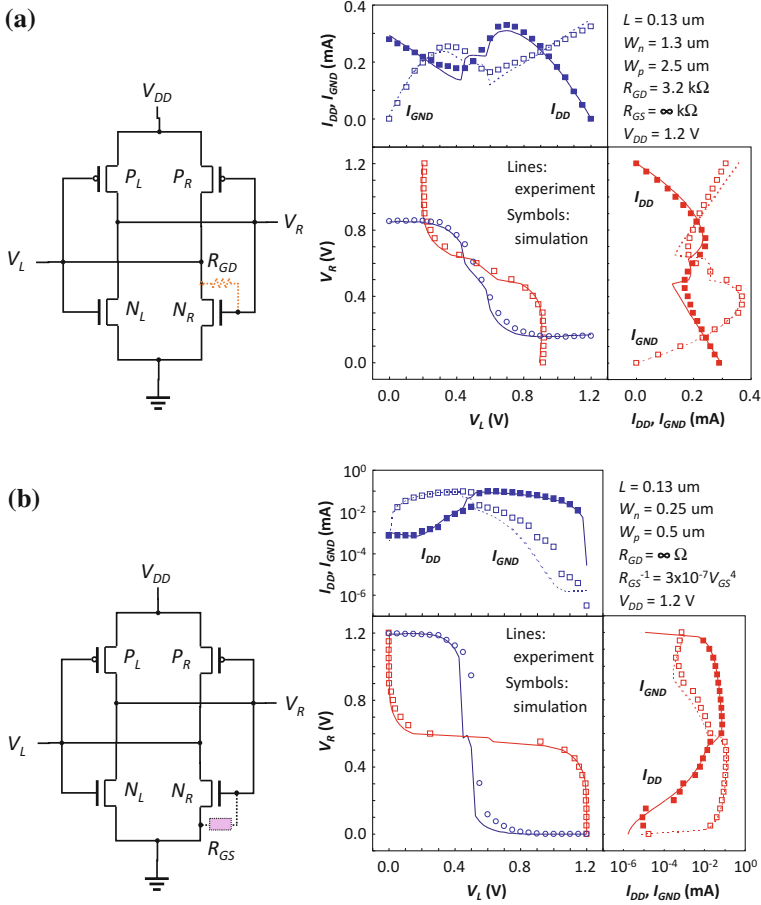 (a)
V_DD
P_L
P_R
V_L
V_R
R_GD
N_L
N_R
I_DD, I_GND (mA)
0.4
0.2
0.0
I_GND
I_DD
L = 0.13 um
W_n = 1.3 um
W_p = 2.5 um
R_GD = 3.2 kΩ
R_GS = ∞ kΩ
V_DD = 1.2 V
V_R (V)
1.2
0.8
0.4
0.0
Lines:
experiment
Symbols:
simulation
0.0 0.4 0.8 1.2
V_L (V)
I_DD
I_GND
0.0 0.2 0.4
I_DD, I_GND (mA)
(b)
V_DD
P_L
P_R
V_L
V_R
N_L
N_R
R_GS
I_DD, I_GND (mA)
10^0
10^-2
10^-4
10^-6
I_DD
I_GND
L = 0.13 um
W_n = 0.25 um
W_p = 0.5 um
R_GD = ∞ Ω
R_GS^-1 = 3x10^-7V_GS^4
V_DD = 1.2 V
V_R (V)
1.2
0.8
0.4
0.0
Lines:
experiment
Symbols:
simulation
0.0 0.4 0.8 1.2
V_L (V)
I_GND
I_DD
10^-6 10^-4 10^-2 10^0
I_DD, I_GND (mA)